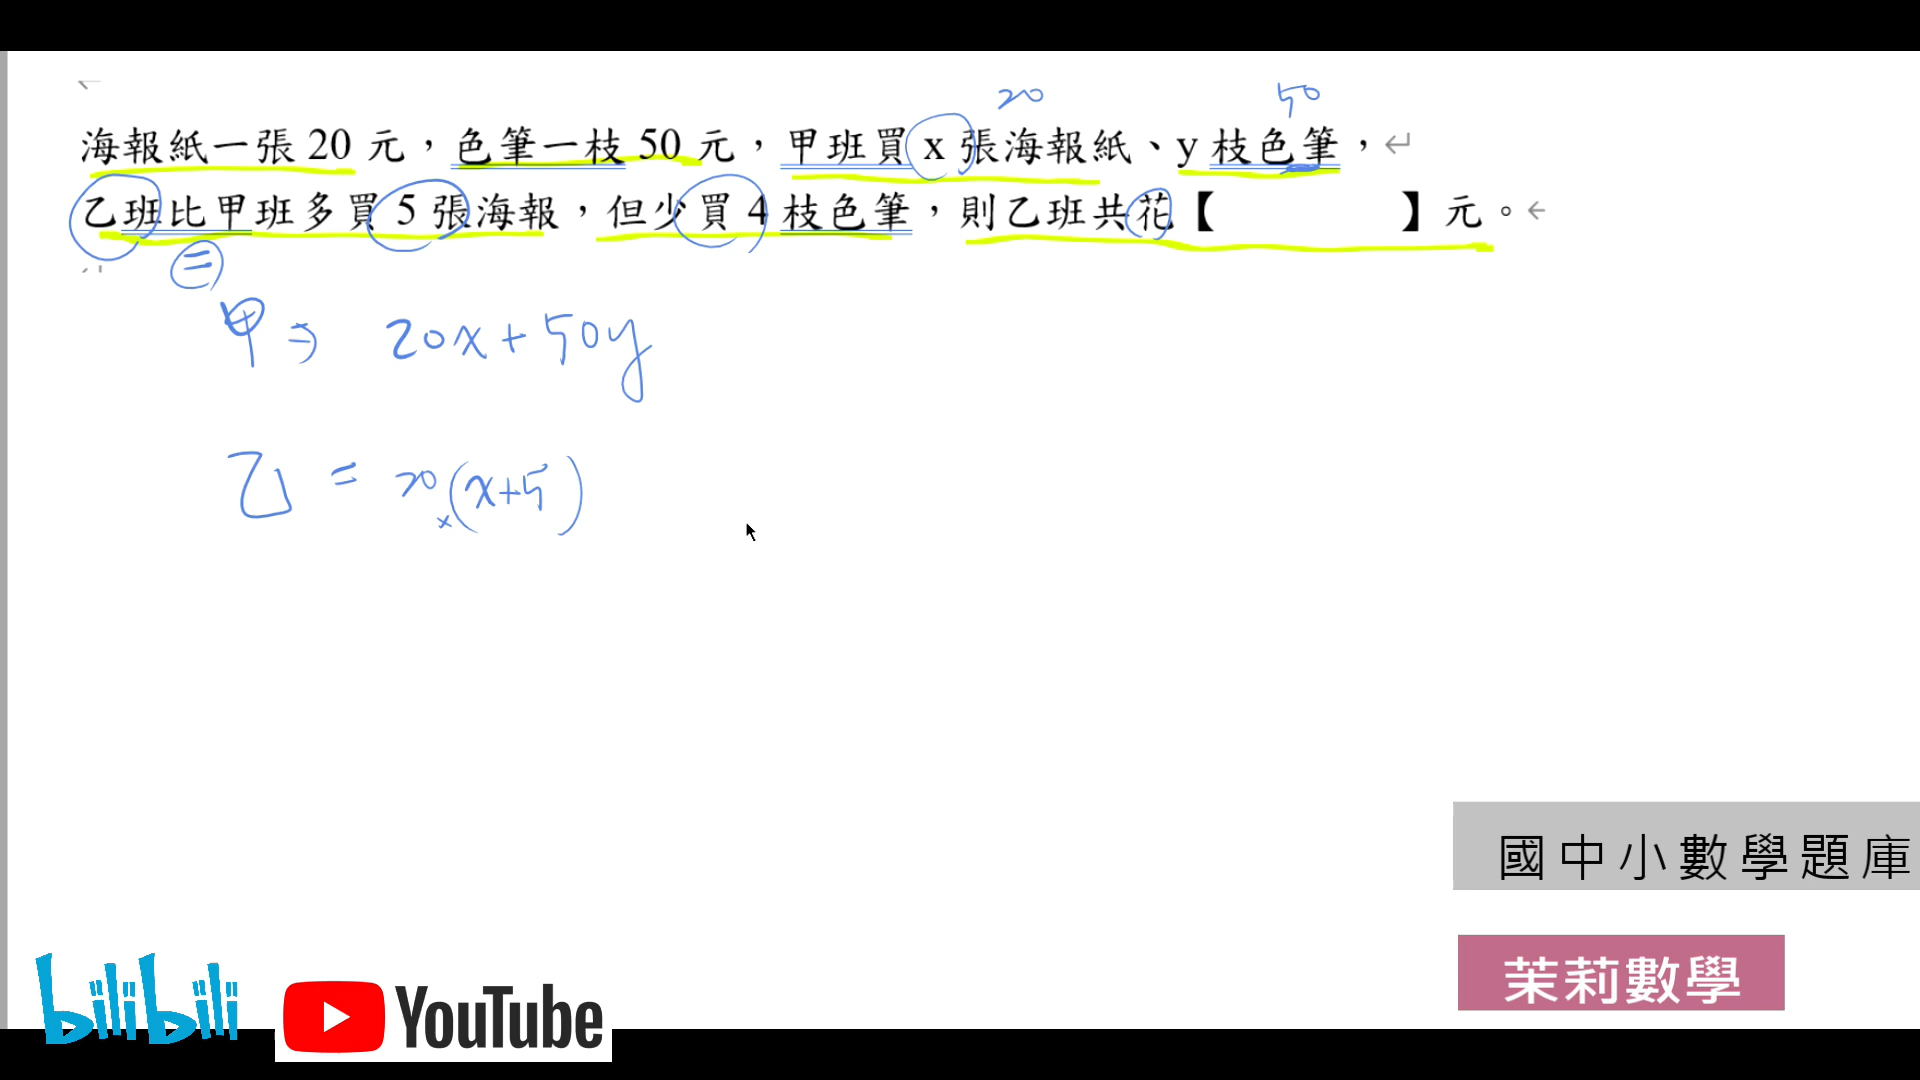 20 50
海報紙一張 20 元，色筆一枝 50 元，甲班買 x 張海報紙、y 枝色筆，
乙班比甲班多買 5 張海報，但少買 4 枝色筆，則乙班共花【 】元。
甲 ⇒ 20x+50y
乙 = 20×(x+5)
國中小數學題庫
茉莉數學
bilibili YouTube